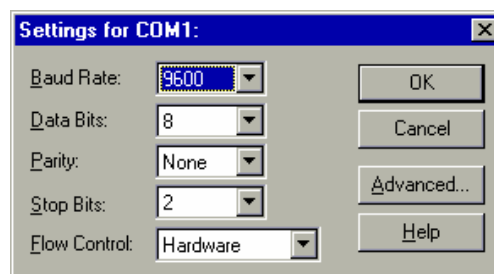 Settings for COM1:
Baud Rate: 9600
Data Bits: 8
Parity: None
Stop Bits: 2
Flow Control: Hardware
OK
Cancel
Advanced...
Help